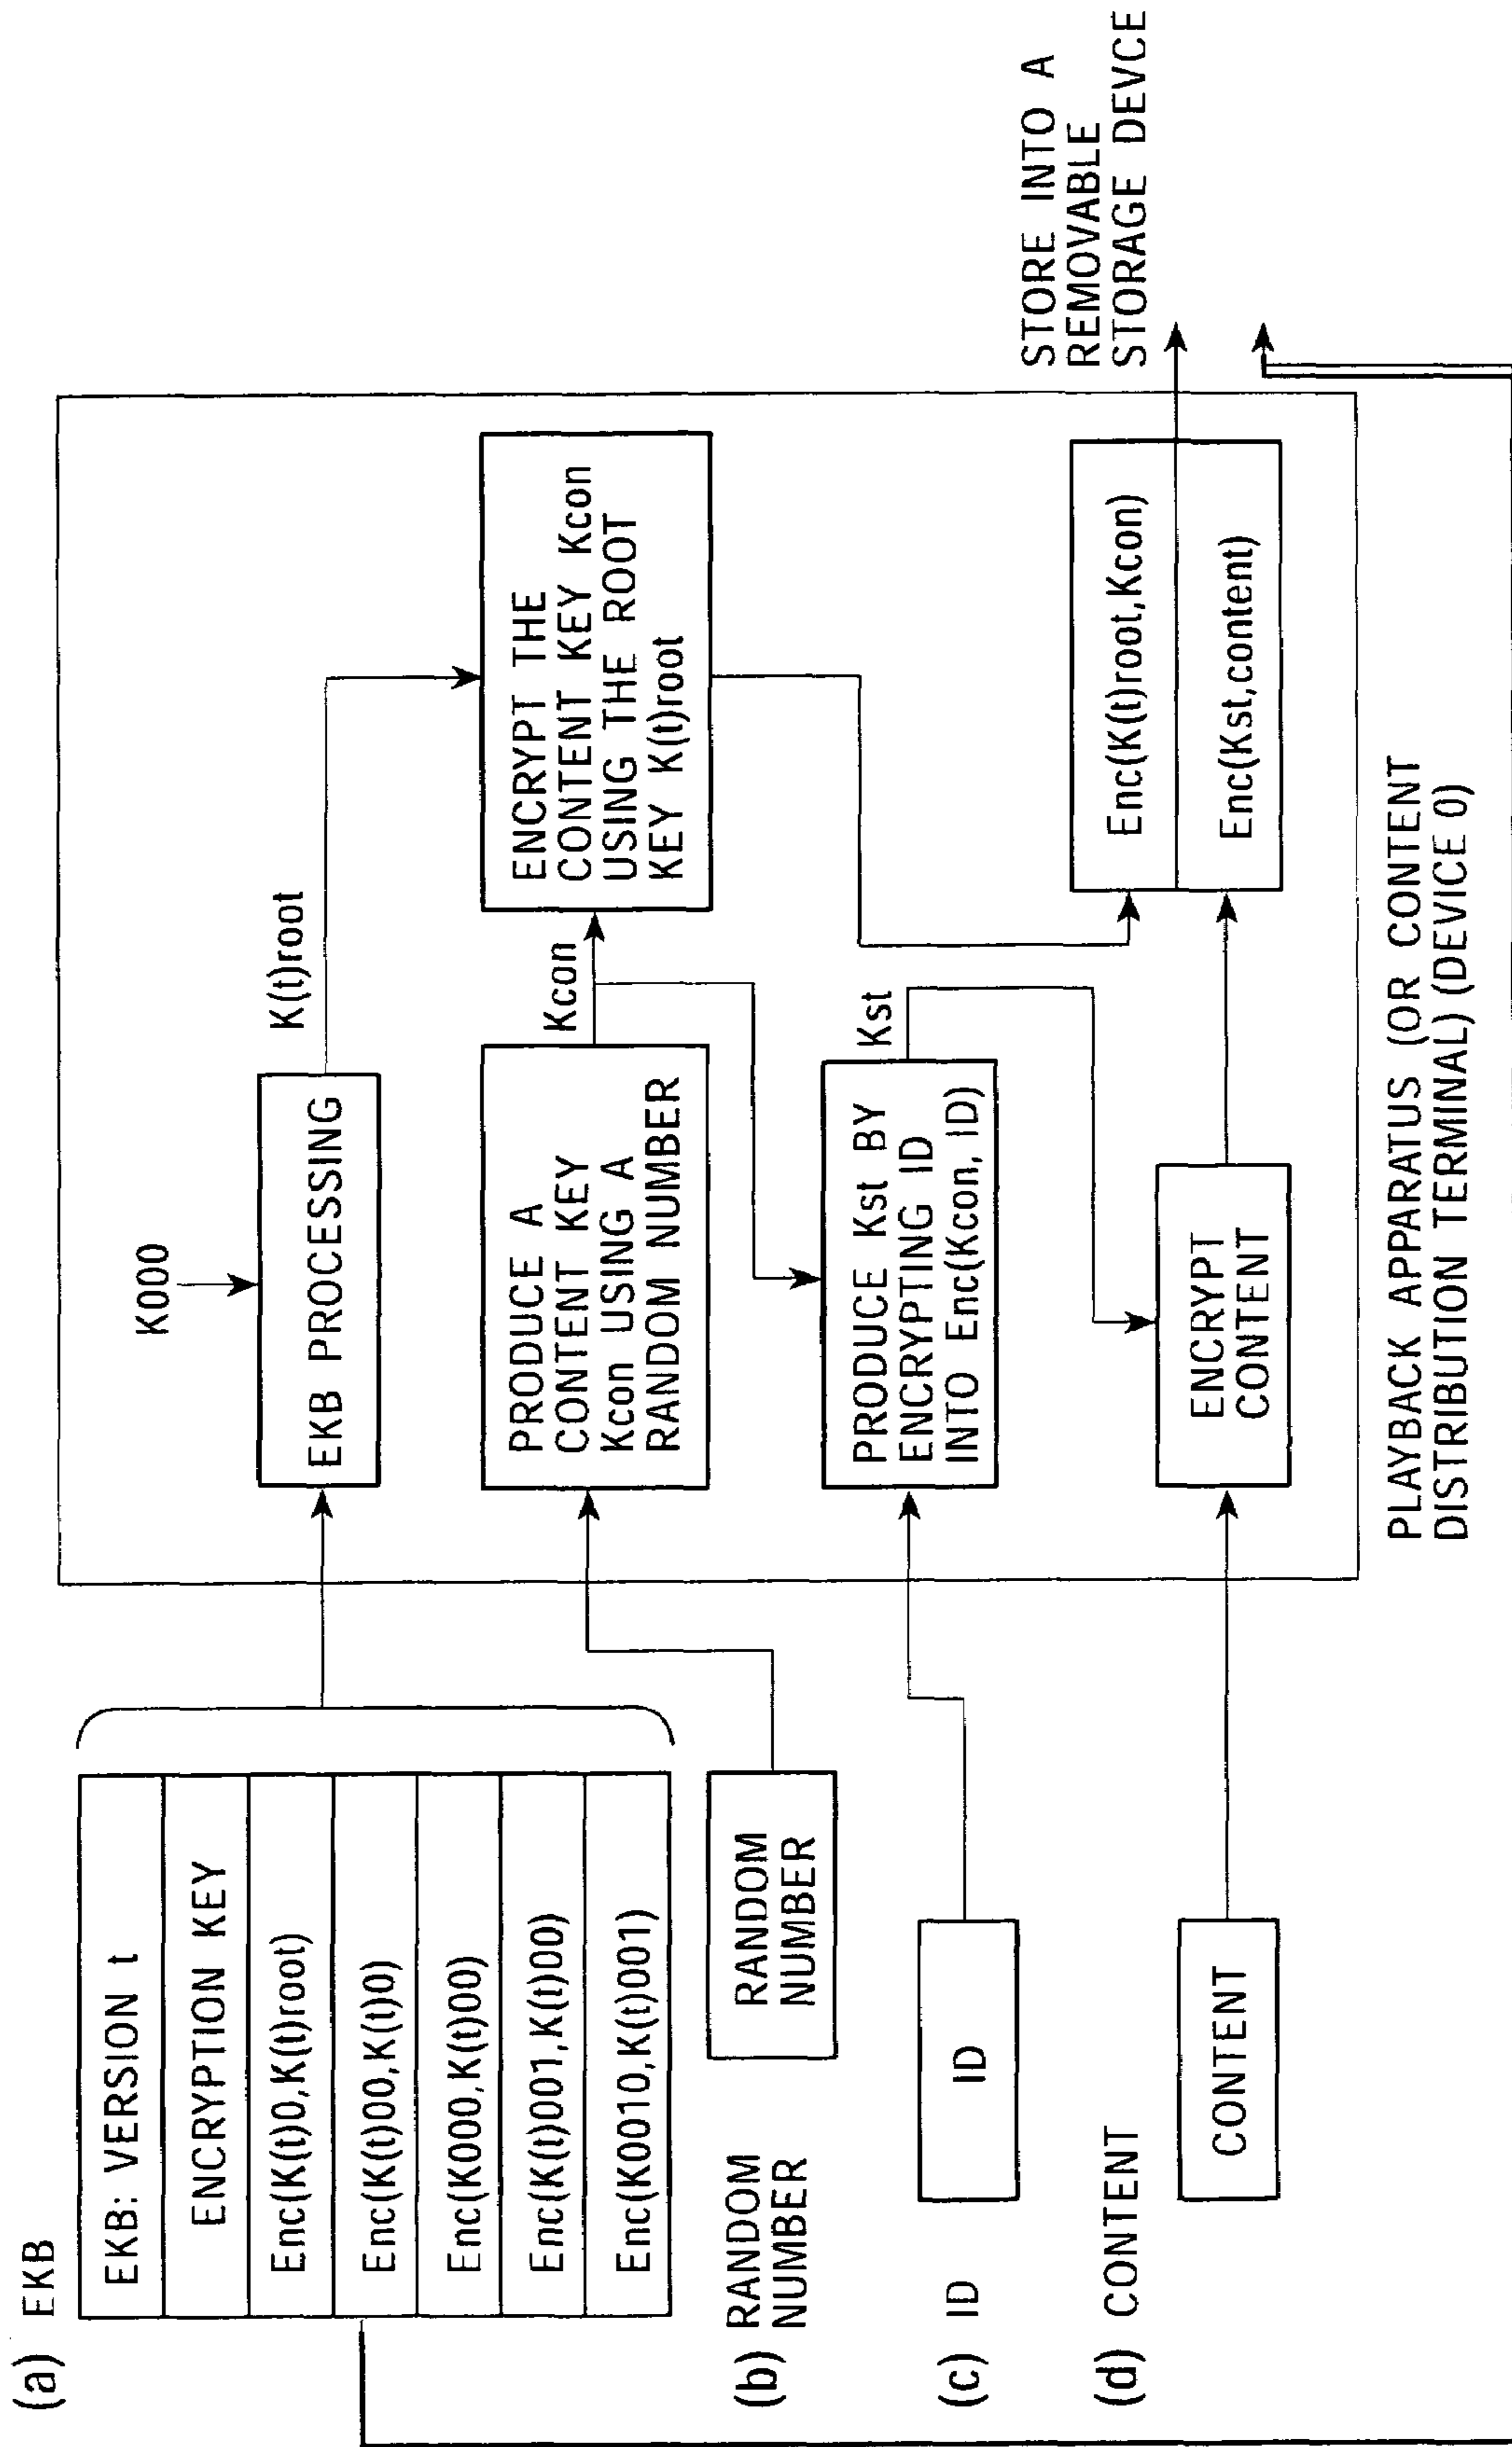 (a) EKB
EKB: VERSION t
ENCRYPTION KEY
Enc(K(t)0,K(t)root)
Enc(K(t)00,K(t)0)
Enc(K000,K(t)00)
Enc(K(t)001,K(t)00)
Enc(K0010,K(t)001)
(b) RANDOM
NUMBER
RANDOM
NUMBER
(c) ID
ID
(d) CONTENT
CONTENT
K000
EKB PROCESSING
K(t)root
PRODUCE A
CONTENT KEY
Kcon USING A
RANDOM NUMBER
Kcon
ENCRYPT THE
CONTENT KEY Kcon
USING THE ROOT
KEY K(t)root
PRODUCE Kst BY
ENCRYPTING ID
INTO Enc(Kcon, ID)
Kst
ENCRYPT
CONTENT
Enc(K(t)root,Kcon)
Enc(Kst,content)
STORE INTO A
REMOVABLE
STORAGE DEVCE
PLAYBACK APPARATUS (OR CONTENT
DISTRIBUTION TERMINAL) (DEVICE 0)